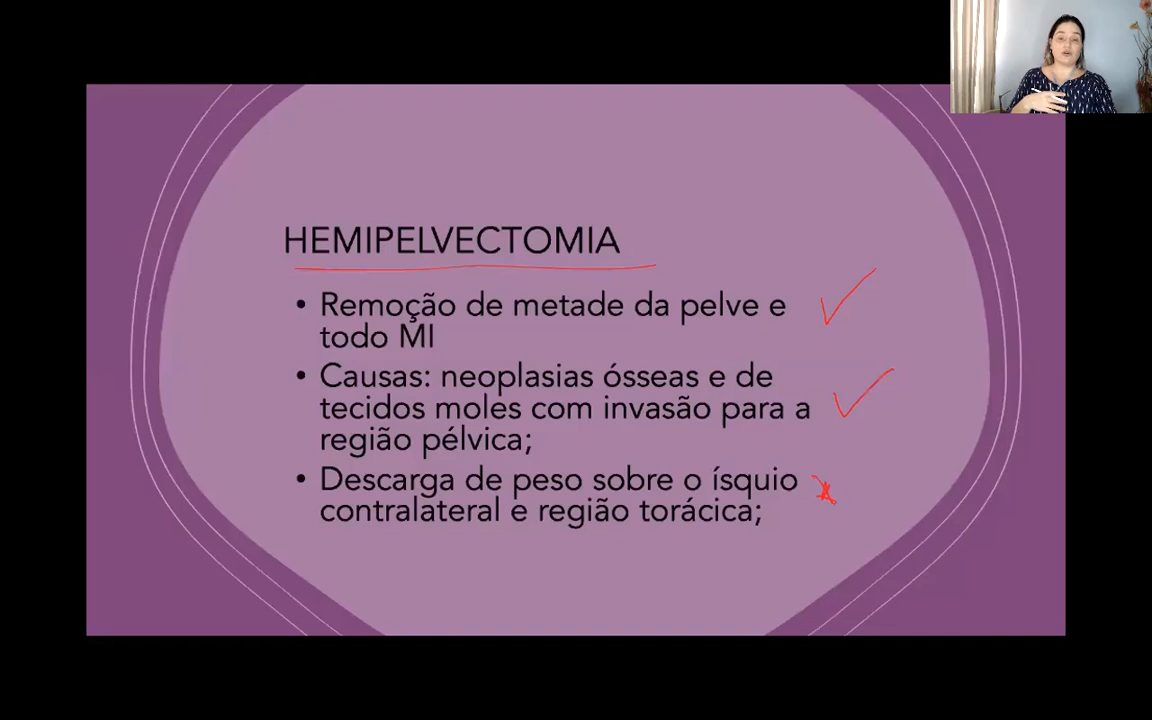 HEMIPELVECTOMIA
• Remoção de metade da pelve e
todo MI
• Causas: neoplasias ósseas e de
tecidos moles com invasão para a
região pélvica;
• Descarga de peso sobre o ísquio
contralateral e região torácica;